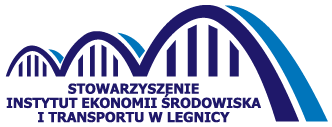 STOWARZYSZENIE
INSTYTUT EKONOMII ŚRODOWISKA
I TRANSPORTU W LEGNICY